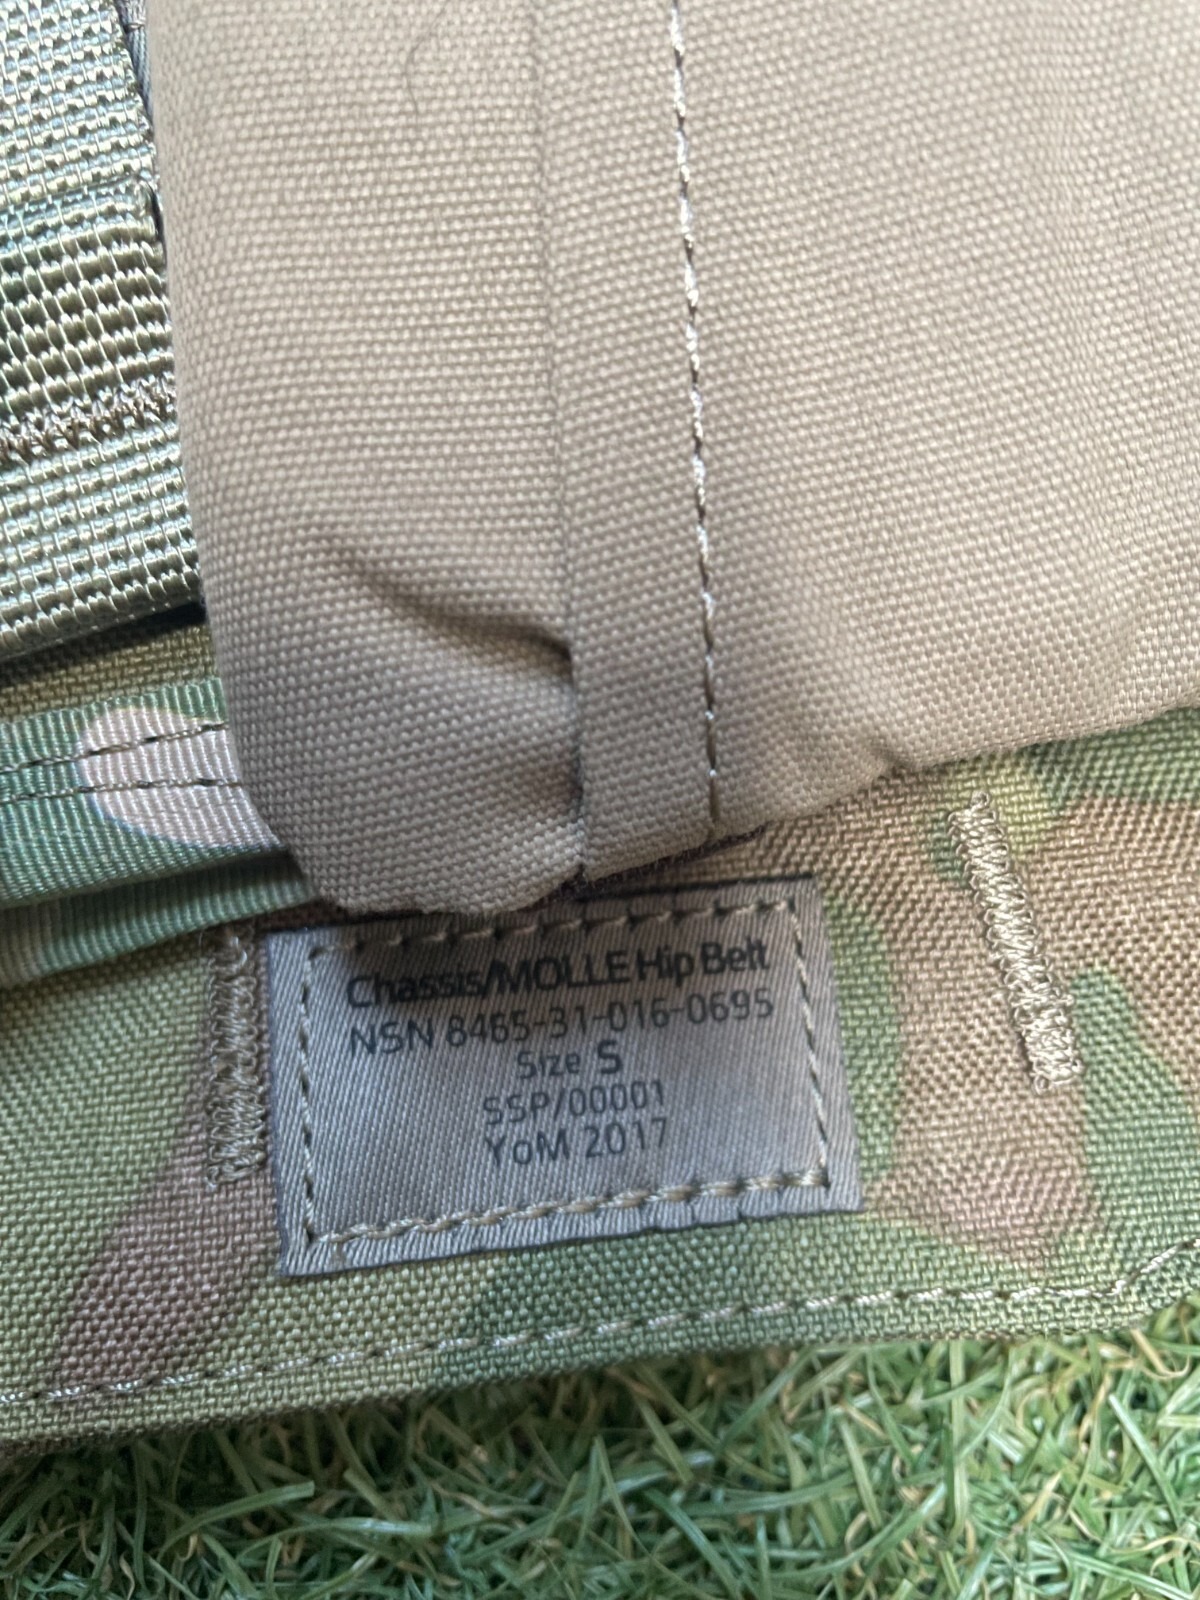 Chassis/MOLLE Hip Belt
NSN 8465-31-016-0695
Size S
SSP/00001
YoM 2017